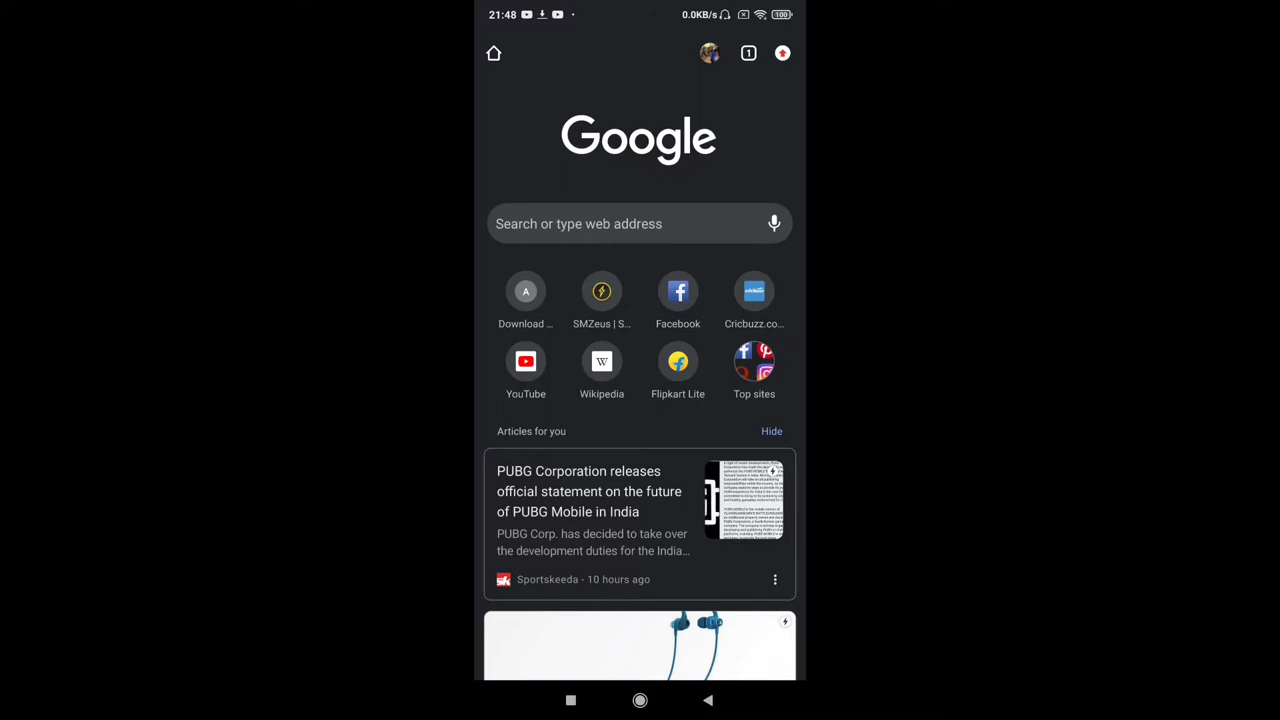 21:48
0.0KB/s
100
1
Google
Search or type web address
A
Download ...
SMZeus | S...
Facebook
Cricbuzz.co...
YouTube
Wikipedia
Flipkart Lite
Top sites
Articles for you
Hide
PUBG Corporation releases
official statement on the future
of PUBG Mobile in India
PUBG Corp. has decided to take over
the development duties for the India...
Sportskeeda - 10 hours ago